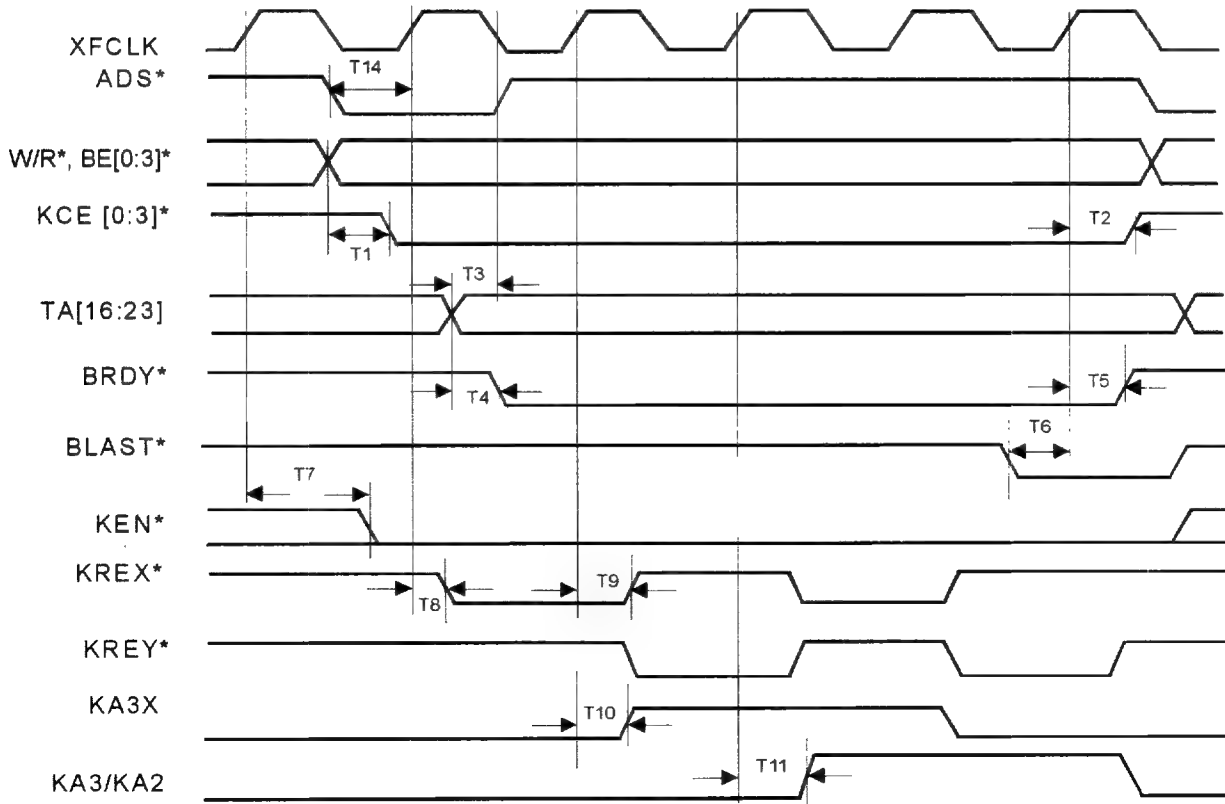 XFCLK
ADS*
T14
W/R*, BE[0:3]*
KCE [0:3]*
T1
T2
TA[16:23]
T3
BRDY*
T4
T5
BLAST*
T6
T7
KEN*
KREX*
T8
T9
KREY*
KA3X
T10
KA3/KA2
T11